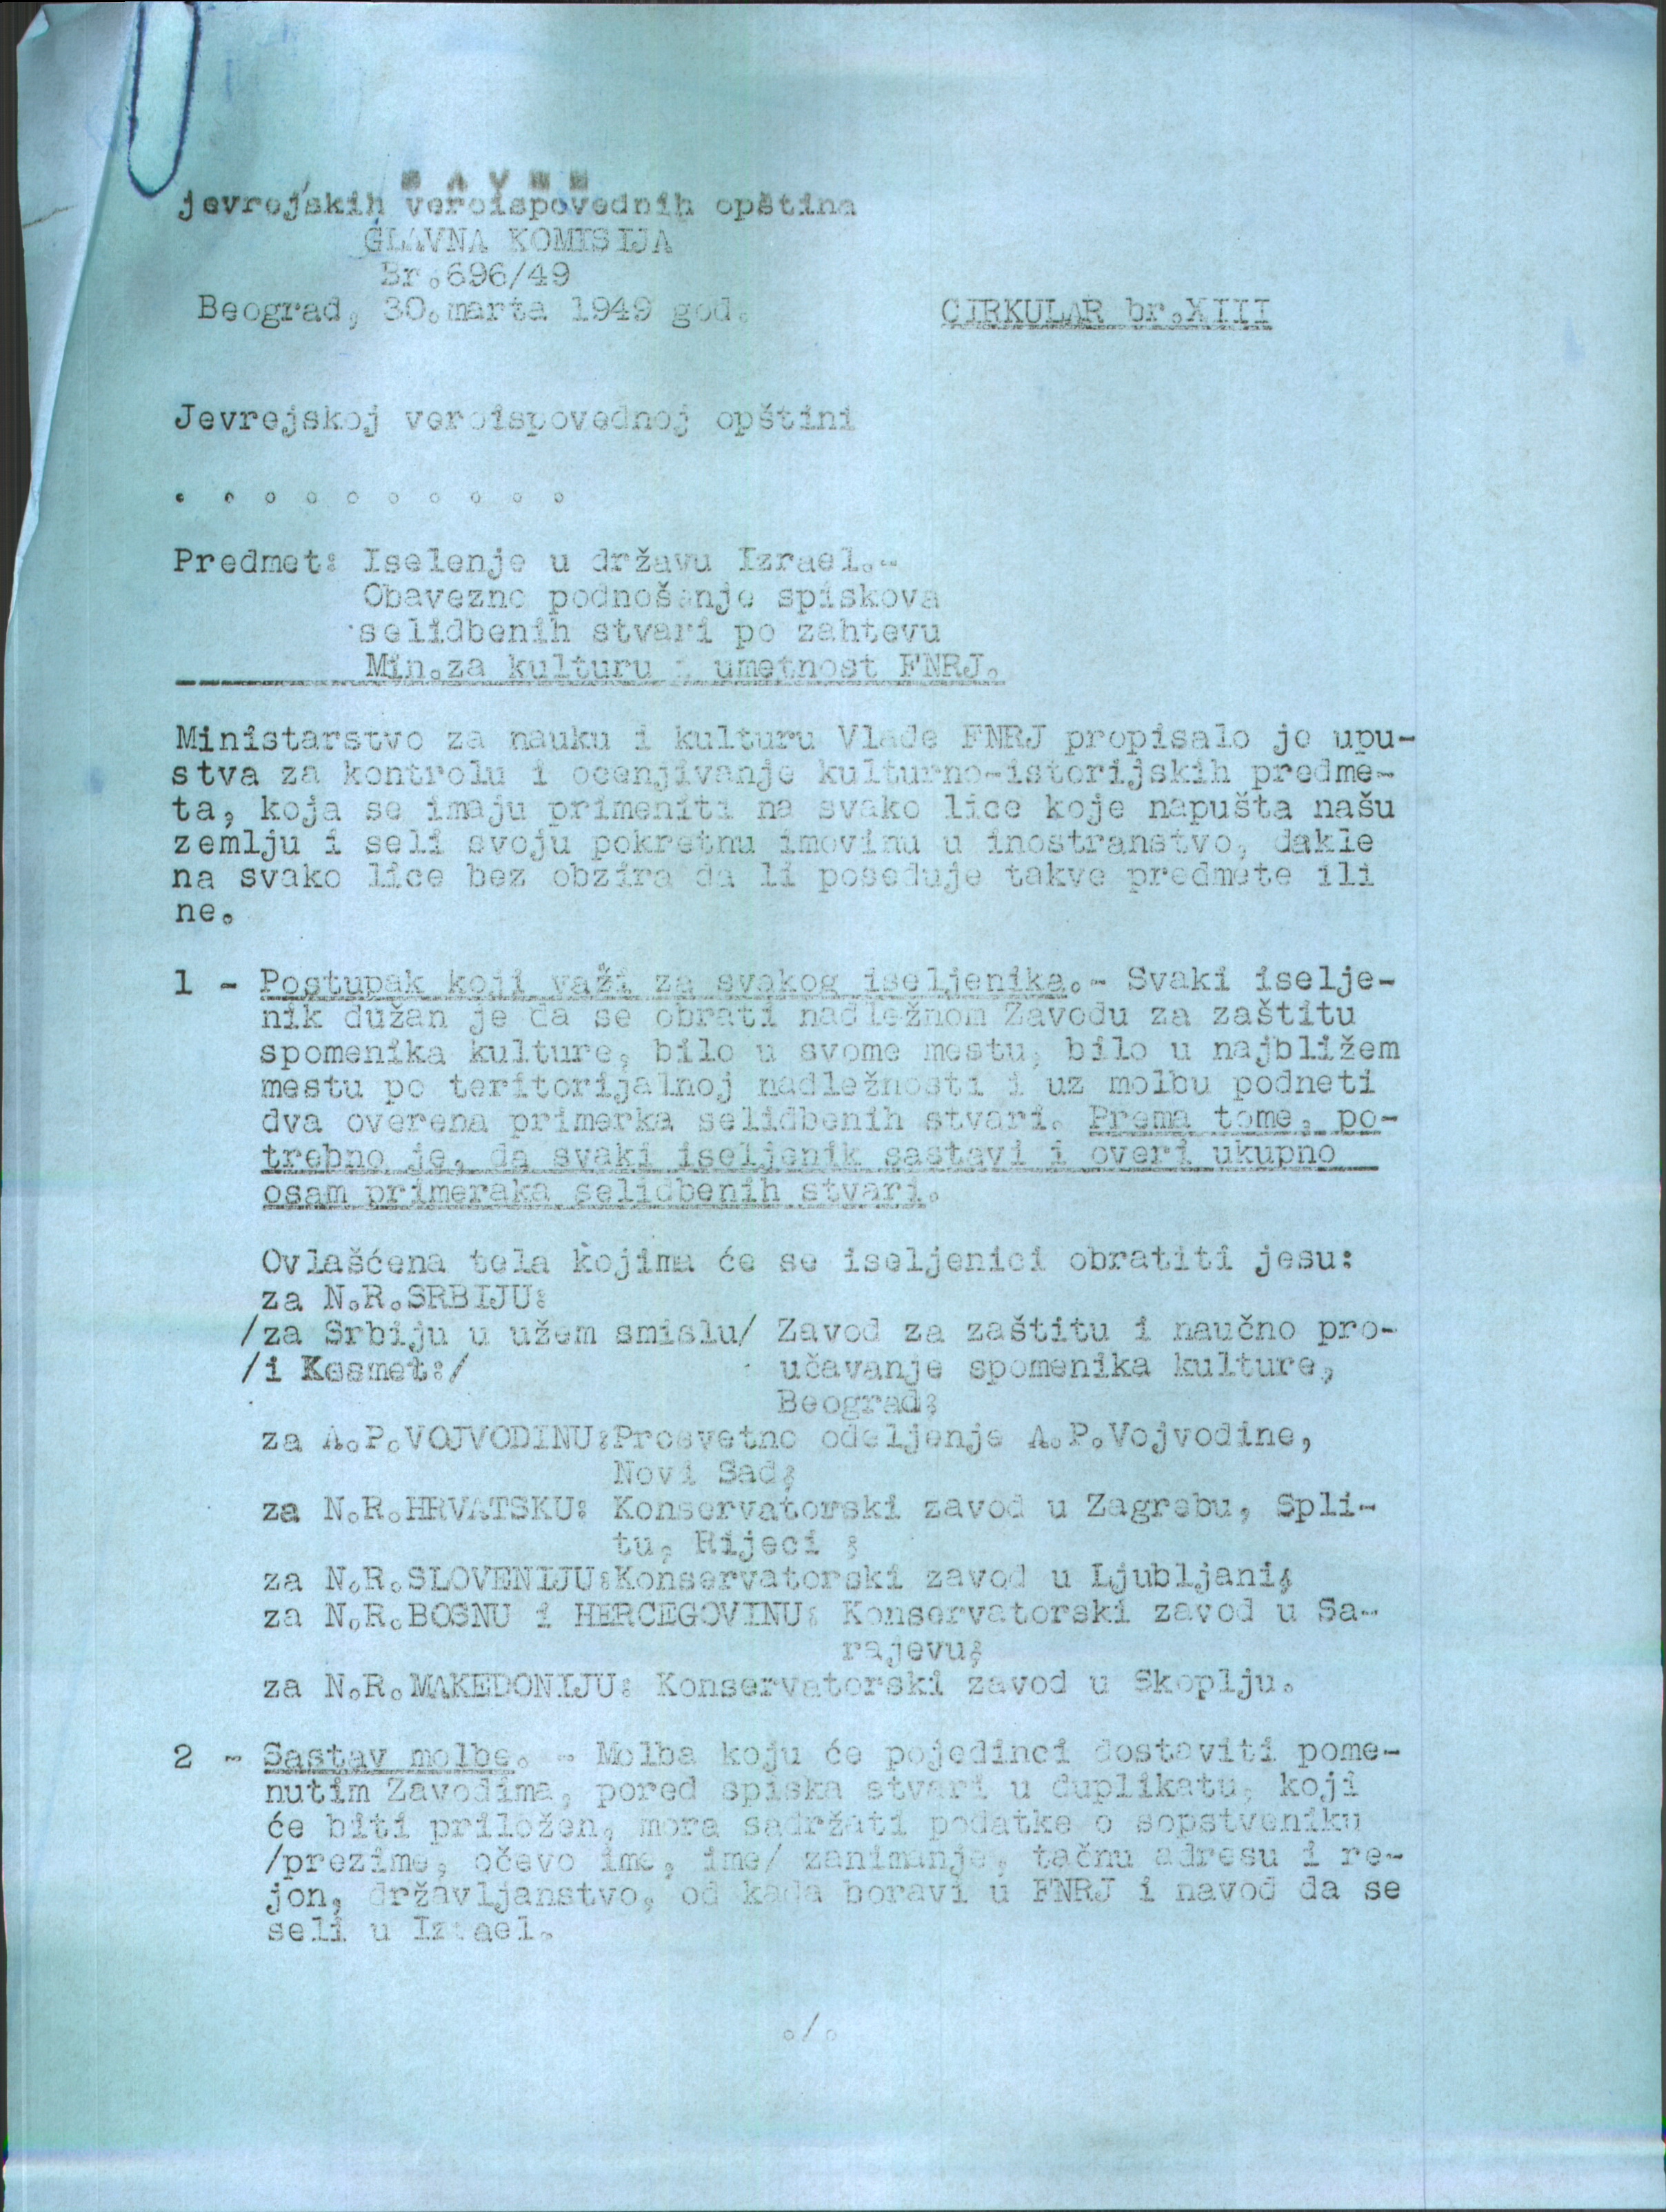 S A V E Z
jevrejskih veroispovednih opština
GLAVNA KOMISIJA
Br.696/49
Beograd, 30.marta 1949 god.
CIRKULAR br.XIII
Jevrejskoj veroispovednoj opštini
. . . . . . . . . .
Predmet: Iselenje u državu Izrael.-
Obavezno podnošenje spiskova
selidbenih stvari po zahtevu
Min.za kulturu i umetnost FNRJ.
Ministarstvo za nauku i kulturu Vlade FNRJ propisalo je upu-
stva za kontrolu i ocenjivanje kulturno-istorijskih predme-
ta, koja se imaju primeniti na svako lice koje napušta našu
zemlju i seli svoju pokretnu imovinu u inostranstvo, dakle
na svako lice bez obzira da li poseduje takve predmete ili
ne.
1 - Postupak koji važi za svakog iseljenika.- Svaki iselje-
nik dužan je da se obrati nadležnom Zavodu za zaštitu
spomenika kulture, bilo u svome mestu, bilo u najbližem
mestu po teritorijalnoj nadležnosti i uz molbu podneti
dva overena primerka selidbenih stvari. Prema tome, po-
trebno je, da svaki iseljenik sastavi i overi ukupno
osam primeraka selidbenih stvari.
Ovlašćena tela kojima će se iseljenici obratiti jesu:
za N.R.SRBIJU:
/za Srbiju u užem smislu/ Zavod za zaštitu i naučno pro-
/i Kosmet:/ učavanje spomenika kulture,
Beograd;
za A.P.VOJVODINU:Prosvetno odeljenje A.P.Vojvodine,
Novi Sad;
za N.R.HRVATSKU: Konservatorski zavod u Zagrebu, Spli-
tu, Rijeci ;
za N.R.SLOVENIJU:Konservatorski zavod u Ljubljani;
za N.R.BOSNU i HERCEGOVINU: Konservatorski zavod u Sa-
rajevu;
za N.R.MAKEDONIJU: Konservatorski zavod u Skoplju.
2 - Sastav molbe. - Molba koju će pojedinci dostaviti pome-
nutim Zavodima, pored spiska stvari u duplikatu, koji
će biti priložen, mora sadržati podatke o sopstveniku
/prezime, očevo ime, ime/ zanimanje, tačnu adresu i re-
jon, državljanstvo, od kada boravi u FNRJ i navod da se
seli u Izrael.
./.